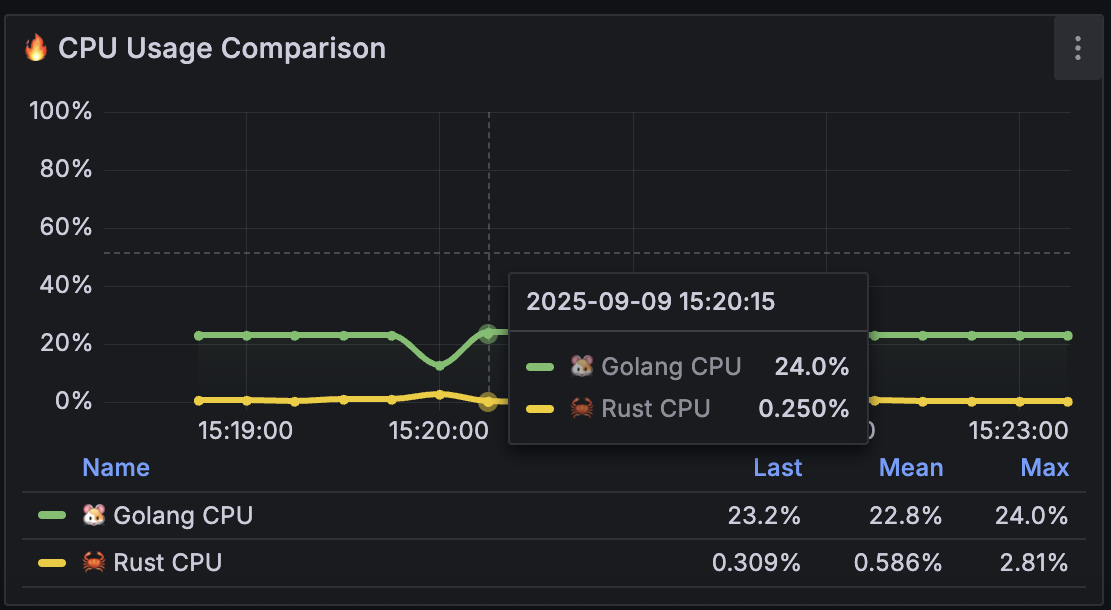 🔥 CPU Usage Comparison
100%
80%
60%
40%
20%
0%
2025-09-09 15:20:15
🐹 Golang CPU 24.0%
🦀 Rust CPU 0.250%
15:19:00 15:20:00 15:23:00
Name Last Mean Max
🐹 Golang CPU 23.2% 22.8% 24.0%
🦀 Rust CPU 0.309% 0.586% 2.81%